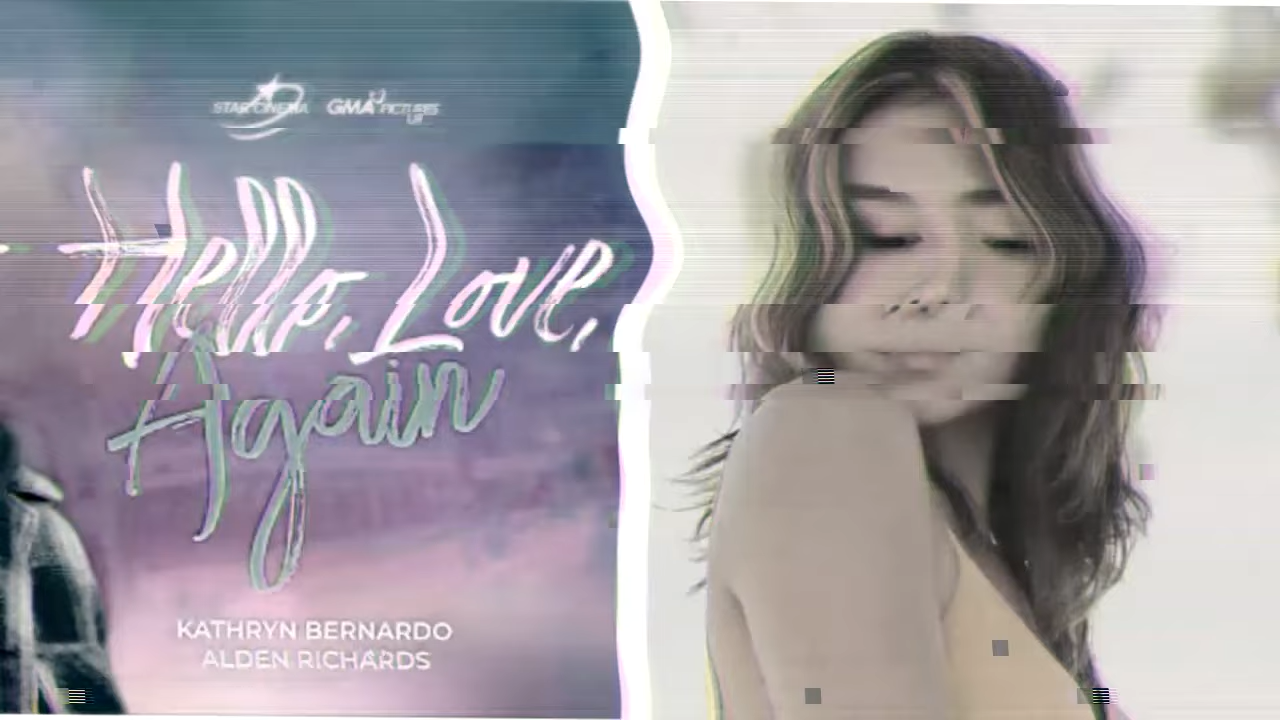 STAR CINEMA
GMA PICTURES
Hello, Love,
Again
KATHRYN BERNARDO
ALDEN RICHARDS